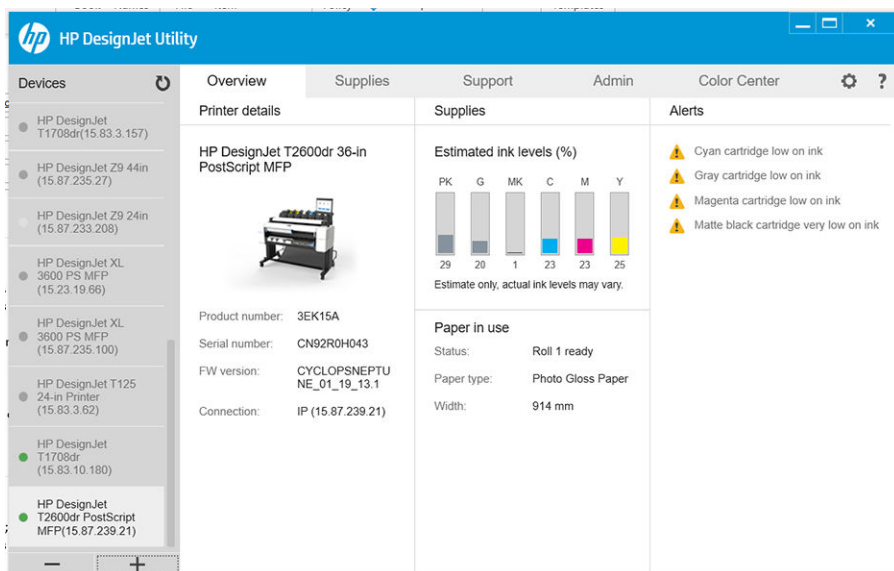 hp HP DesignJet Utility
Devices
HP DesignJet
T1708dr(15.83.3.157)
HP DesignJet Z9 44in
(15.87.235.27)
HP DesignJet Z9 24in
(15.87.233.208)
HP DesignJet XL
3600 PS MFP
(15.23.19.66)
HP DesignJet XL
3600 PS MFP
(15.87.235.100)
HP DesignJet T125
24-in Printer
(15.83.3.62)
HP DesignJet
T1708dr
(15.83.10.180)
HP DesignJet
T2600dr PostScript
MFP(15.87.239.21)
Overview Supplies Support Admin Color Center ?
Printer details
HP DesignJet T2600dr 36-in
PostScript MFP
Product number: 3EK15A
Serial number: CN92R0H043
FW version: CYCLOPSNEPTU
NE_01_19_13.1
Connection: IP (15.87.239.21)
Supplies
Estimated ink levels (%)
PK G MK C M Y
29 20 1 23 23 25
Estimate only, actual ink levels may vary.
Paper in use
Status: Roll 1 ready
Paper type: Photo Gloss Paper
Width: 914 mm
Alerts
Cyan cartridge low on ink
Gray cartridge low on ink
Magenta cartridge low on ink
Matte black cartridge very low on ink